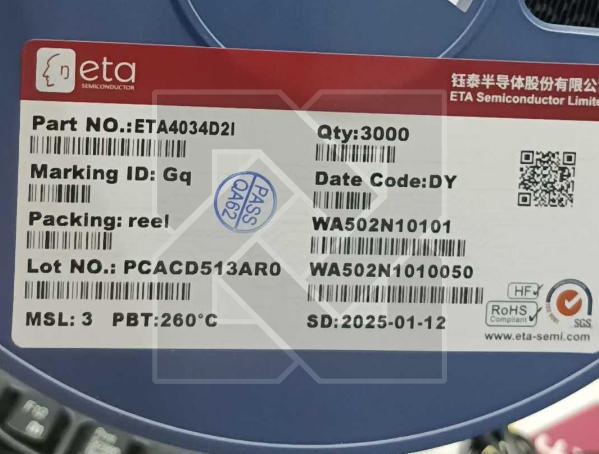 eta
SEMICONDUCTOR
钰泰半导体股份有限公
ETA Semiconductor Limite
Part NO.:ETA4034D2I
Qty:3000
Marking ID: Gq
Date Code:DY
Packing: reel
PASS
QA62
WA502N10101
Lot NO.: PCACD513AR0
WA502N1010050
MSL: 3 PBT:260°C
SD:2025-01-12
HF
RoHS
Compliant
SGS
www.eta-semi.com